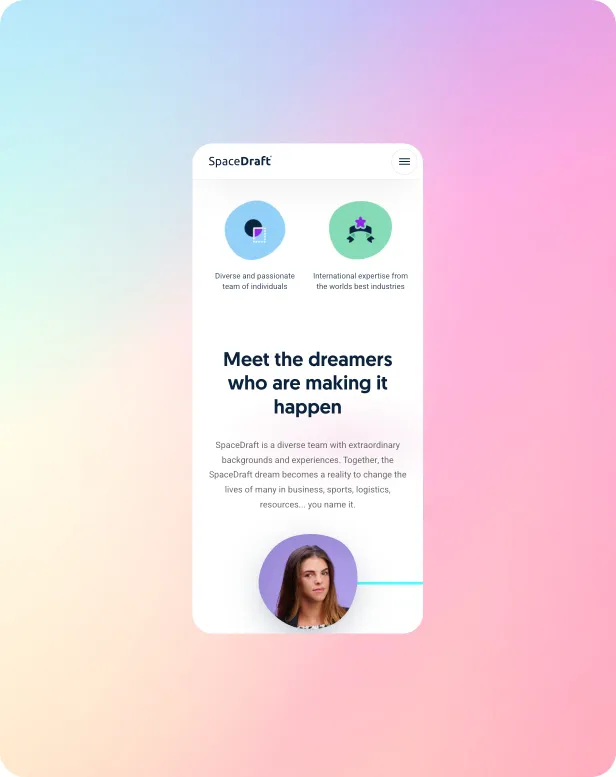 SpaceDraft
Diverse and passionate
team of individuals
International expertise from
the worlds best industries
Meet the dreamers
who are making it
happen
SpaceDraft is a diverse team with extraordinary
backgrounds and experiences. Together, the
SpaceDraft dream becomes a reality to change the
lives of many in business, sports, logistics,
resources... you name it.